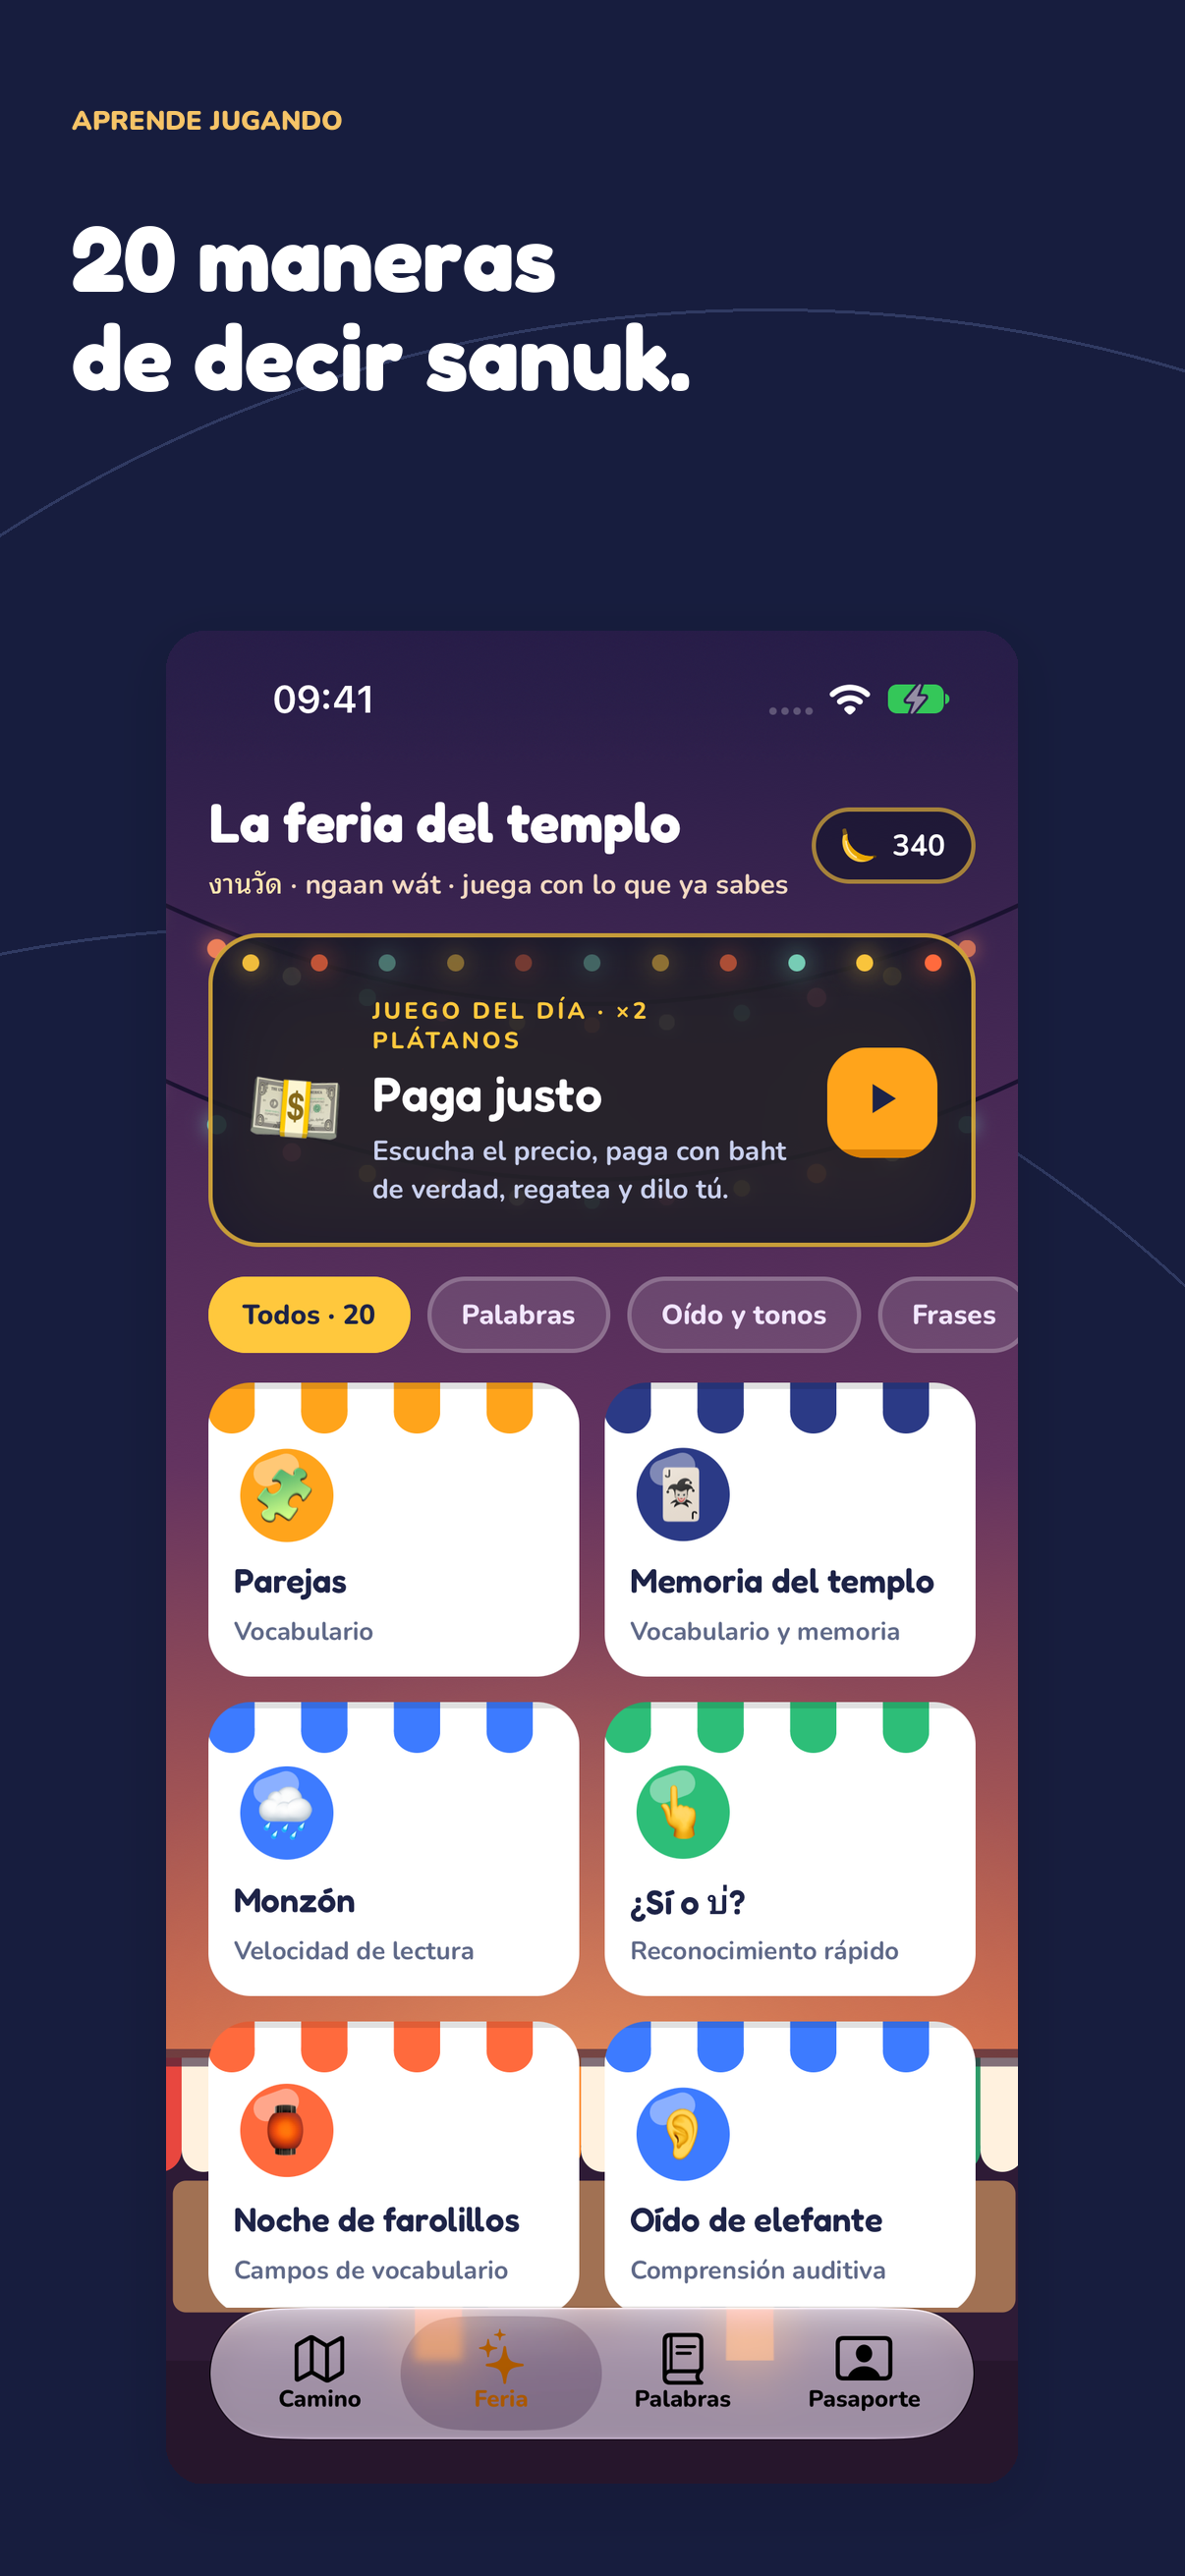 APRENDE JUGANDO
20 maneras
de decir sanuk.
09:41
La feria del templo
340
งานวัด · ngaan wát · juega con lo que ya sabes
JUEGO DEL DÍA · ×2
PLÁTANOS
Paga justo
Escucha el precio, paga con baht
de verdad, regatea y dilo tú.
Todos · 20
Palabras
Oído y tonos
Frases
Parejas
Vocabulario
Memoria del templo
Vocabulario y memoria
Monzón
Velocidad de lectura
¿Sí o บ่?
Reconocimiento rápido
Noche de farolillos
Campos de vocabulario
Oído de elefante
Comprensión auditiva
Camino
Feria
Palabras
Pasaporte